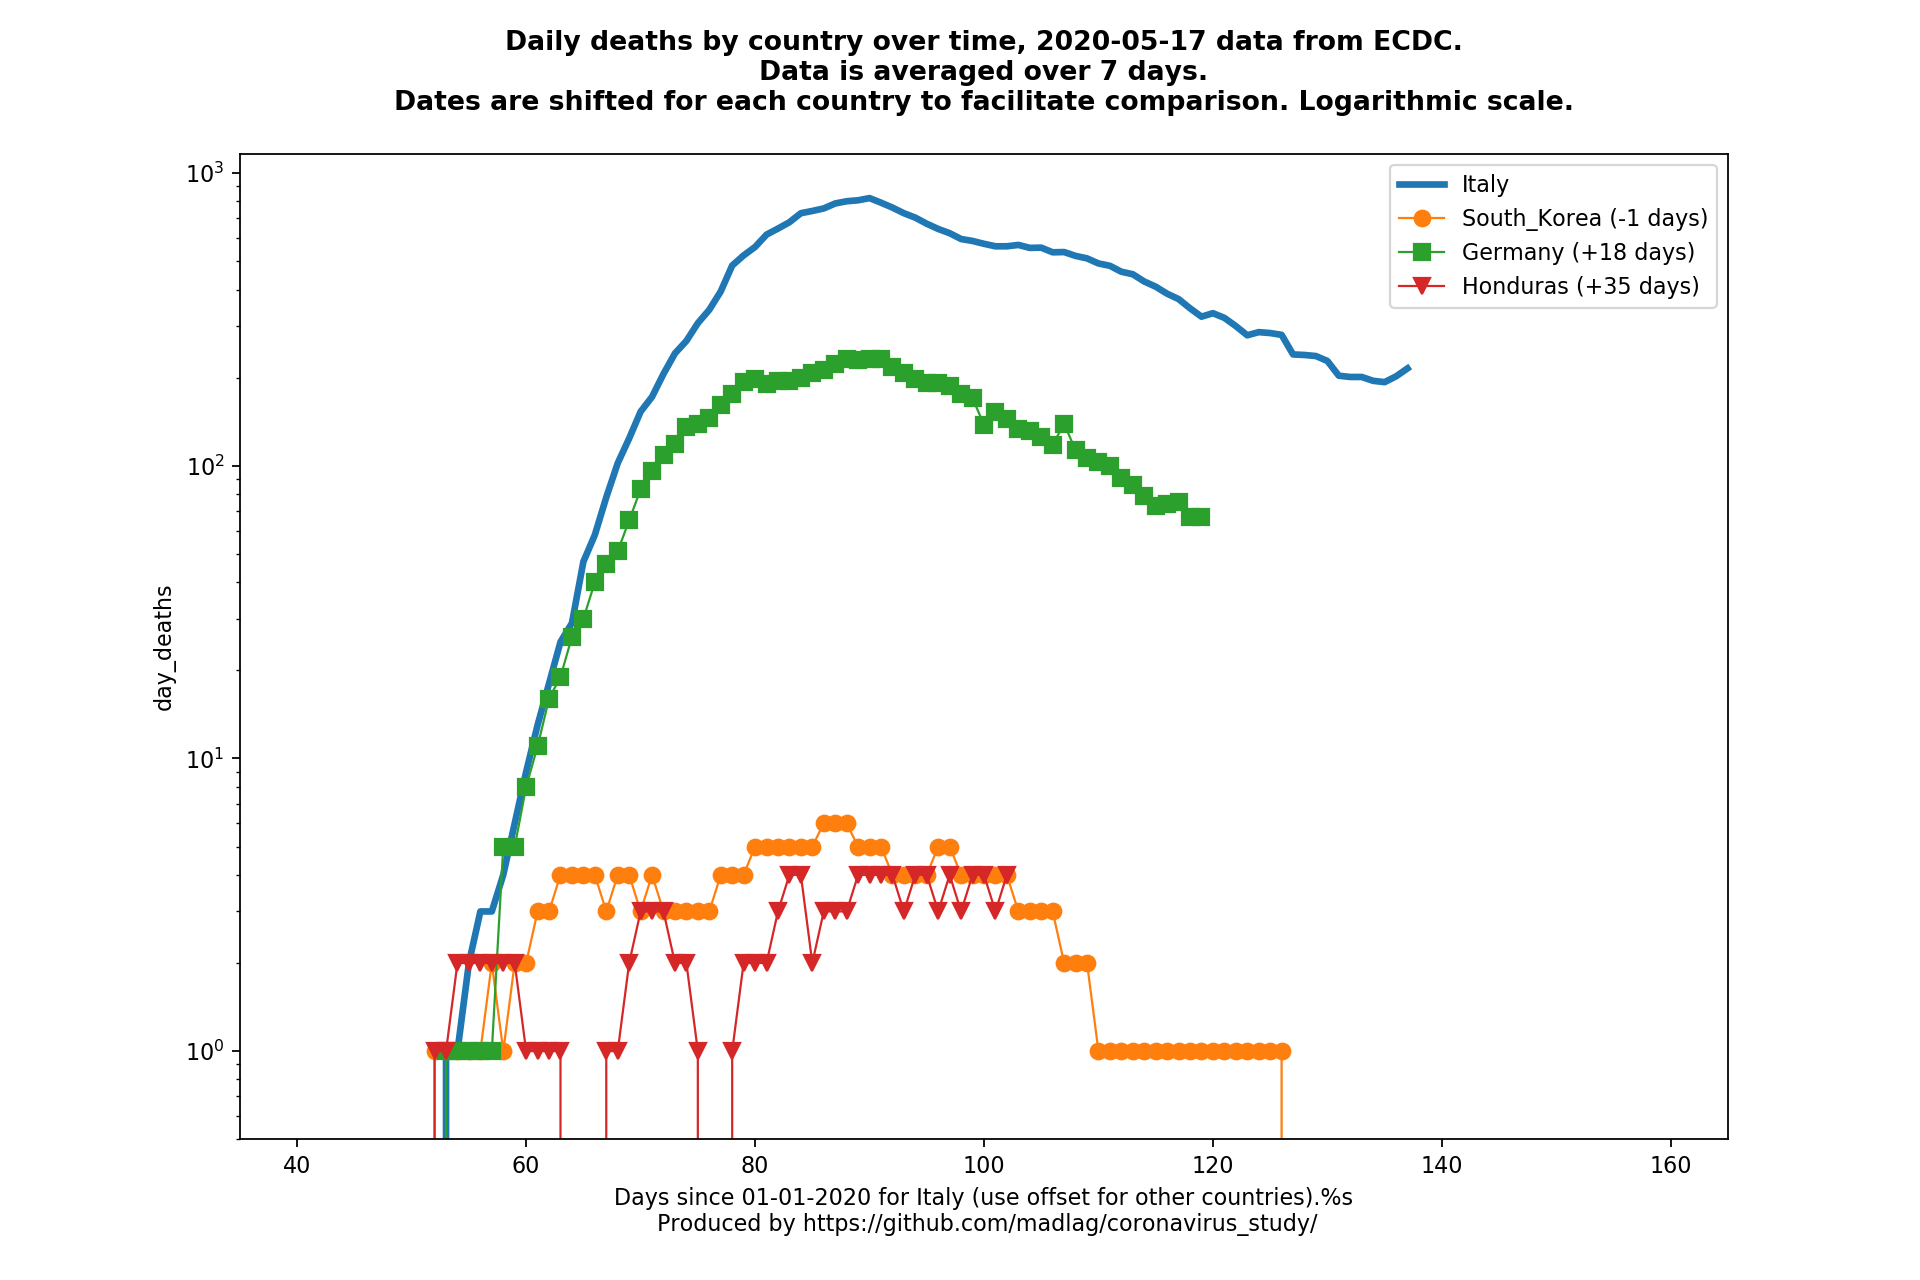 Daily deaths by country over time, 2020-05-17 data from ECDC.
Data is averaged over 7 days.
Dates are shifted for each country to facilitate comparison. Logarithmic scale.
10³
10²
10¹
10⁰
day_deaths
Italy
South_Korea (-1 days)
Germany (+18 days)
Honduras (+35 days)
40 60 80 100 120 140 160
Days since 01-01-2020 for Italy (use offset for other countries).%s
Produced by https://github.com/madlag/coronavirus_study/